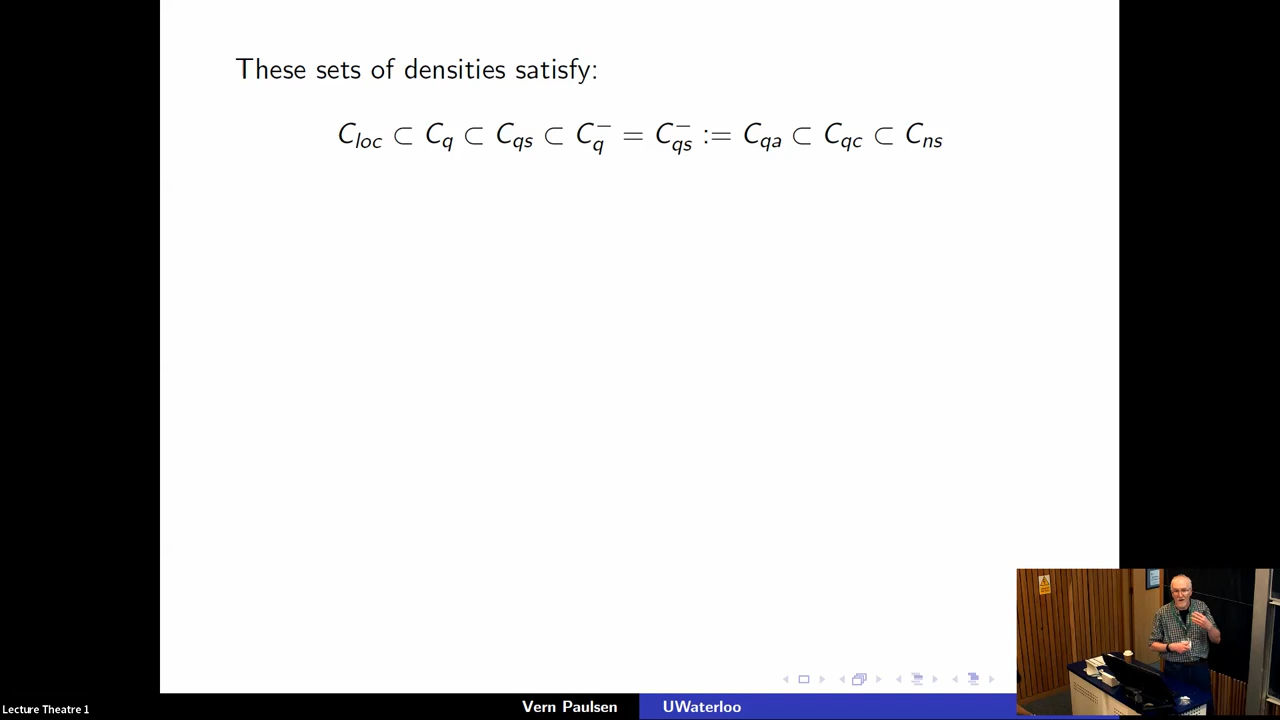 These sets of densities satisfy:
C_loc ⊂ C_q ⊂ C_qs ⊂ C_q^− = C_qs^− := C_qa ⊂ C_qc ⊂ C_ns
Lecture Theatre 1
Vern Paulsen UWaterloo